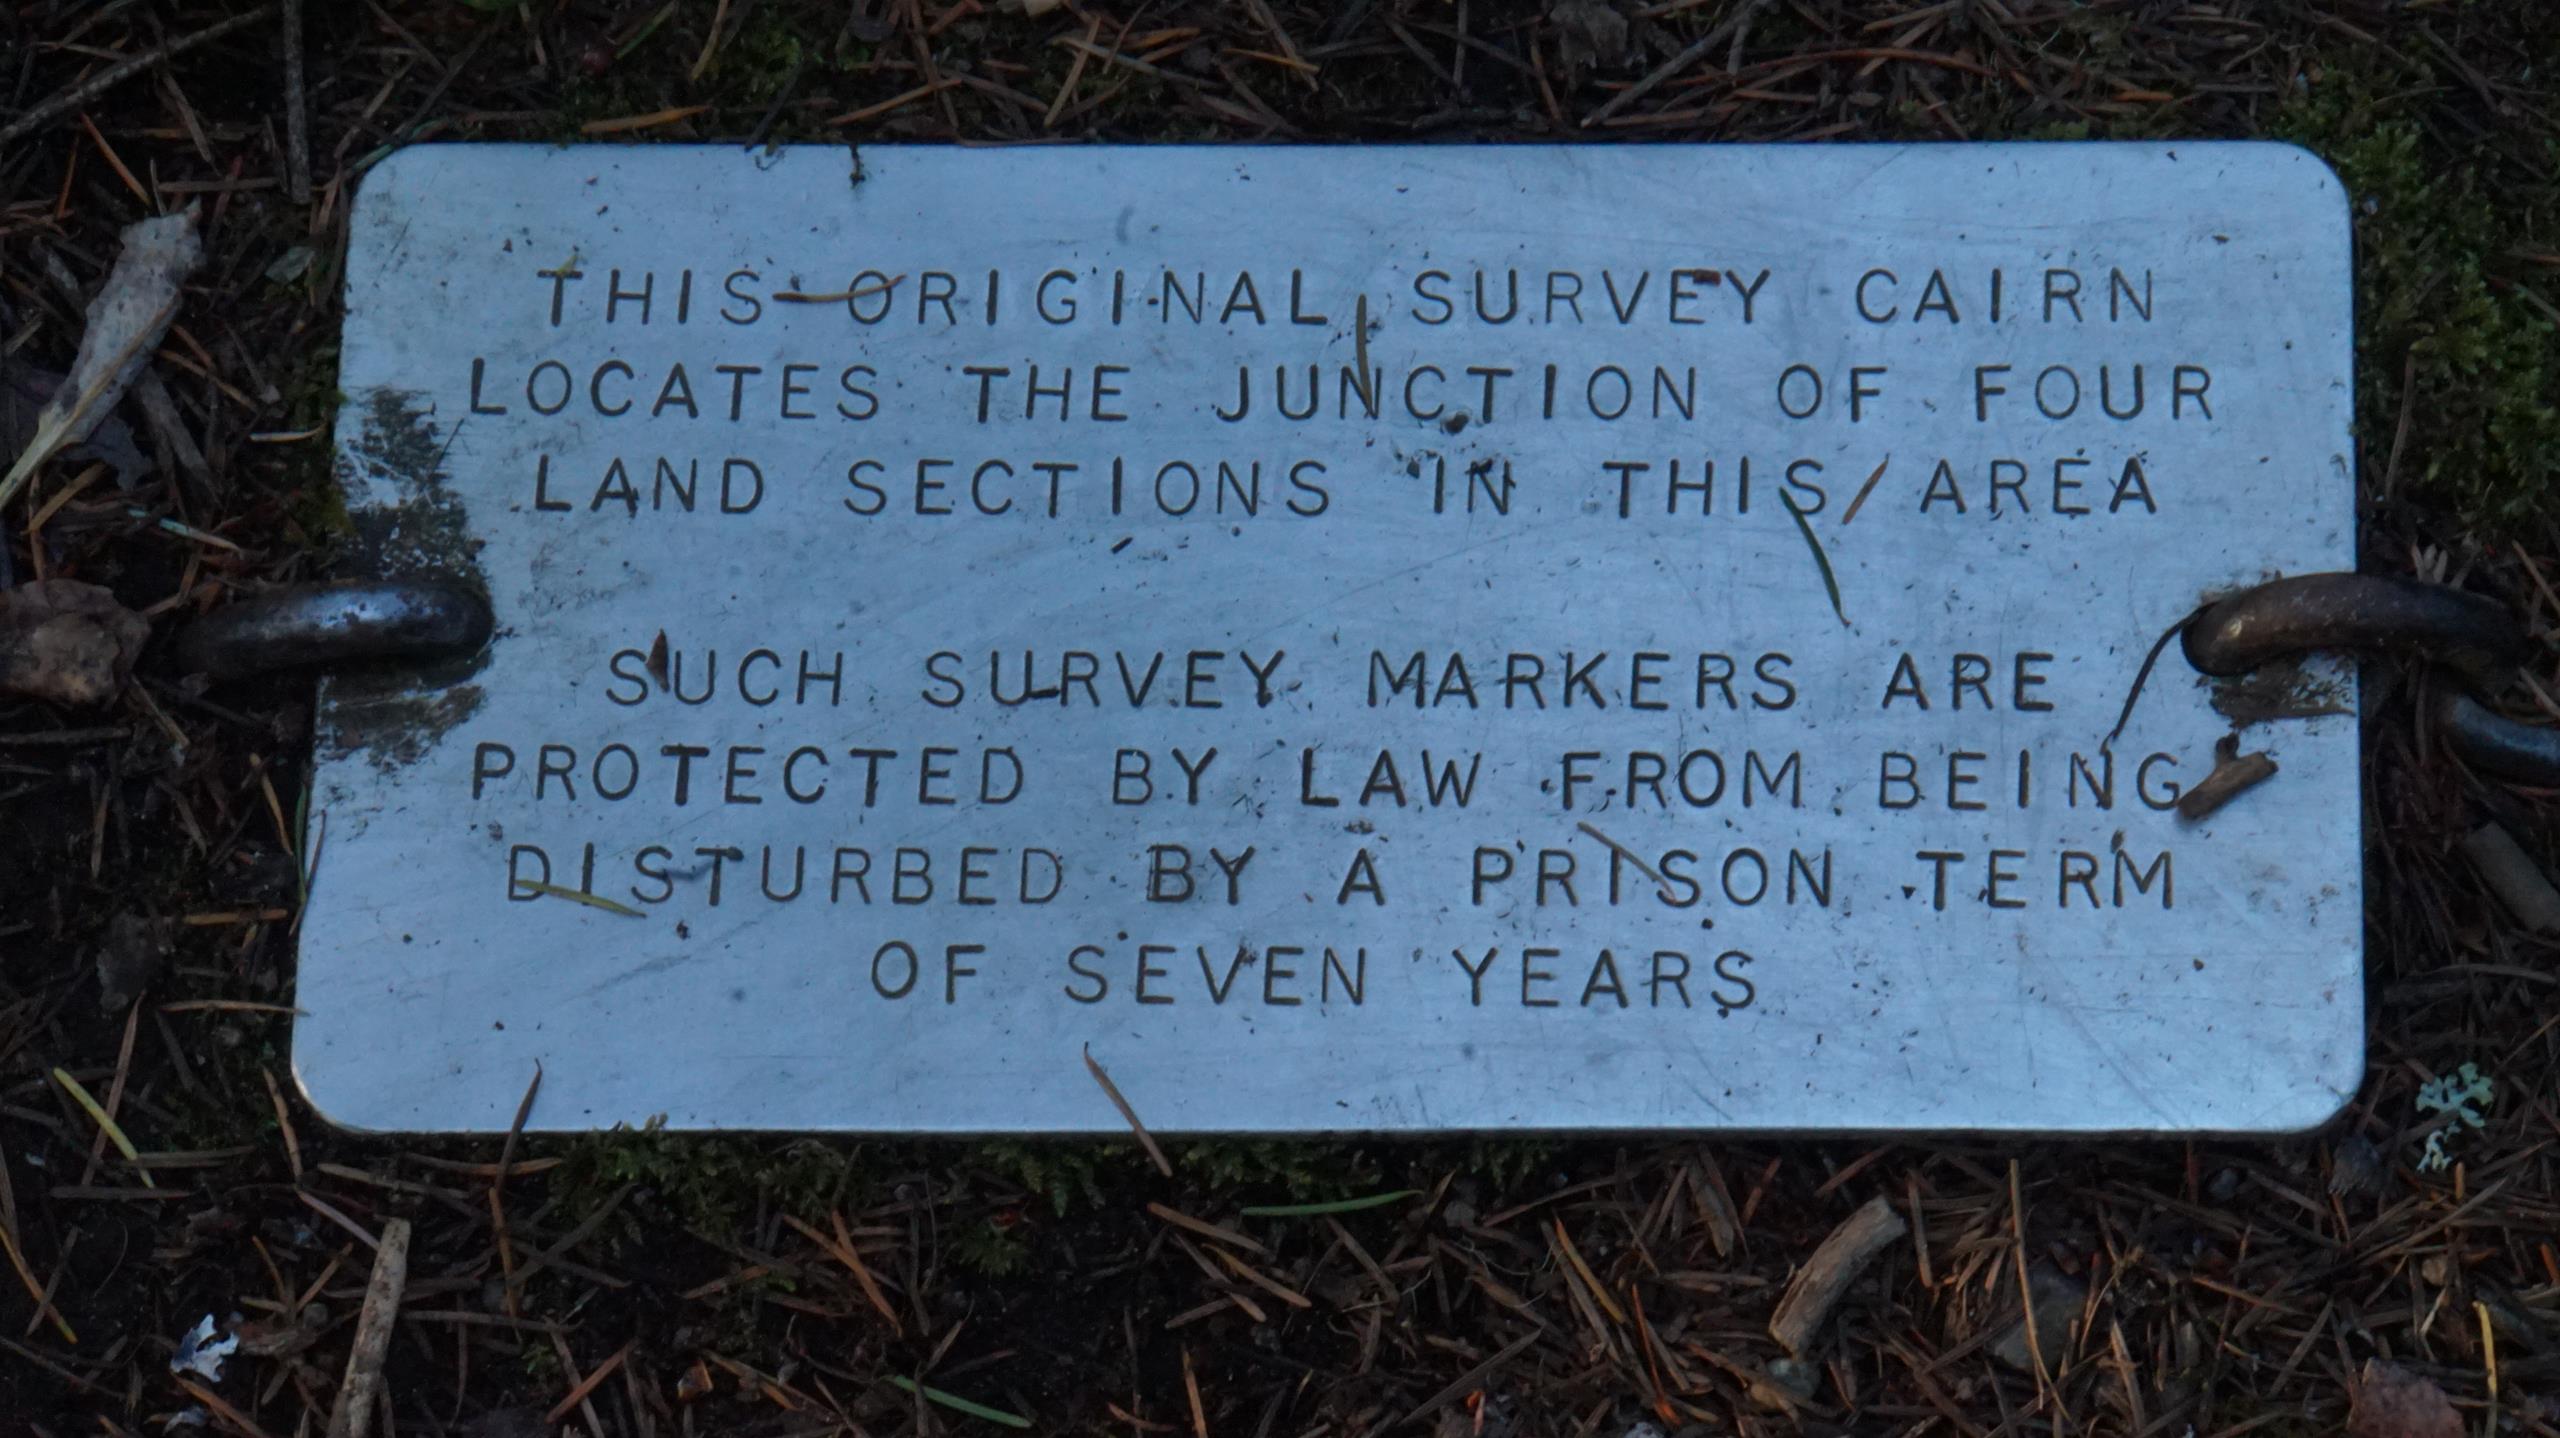 THIS ORIGINAL SURVEY CAIRN
LOCATES THE JUNCTION OF FOUR
LAND SECTIONS IN THIS AREA
SUCH SURVEY MARKERS ARE
PROTECTED BY LAW FROM BEING
DISTURBED BY A PRISON TERM
OF SEVEN YEARS